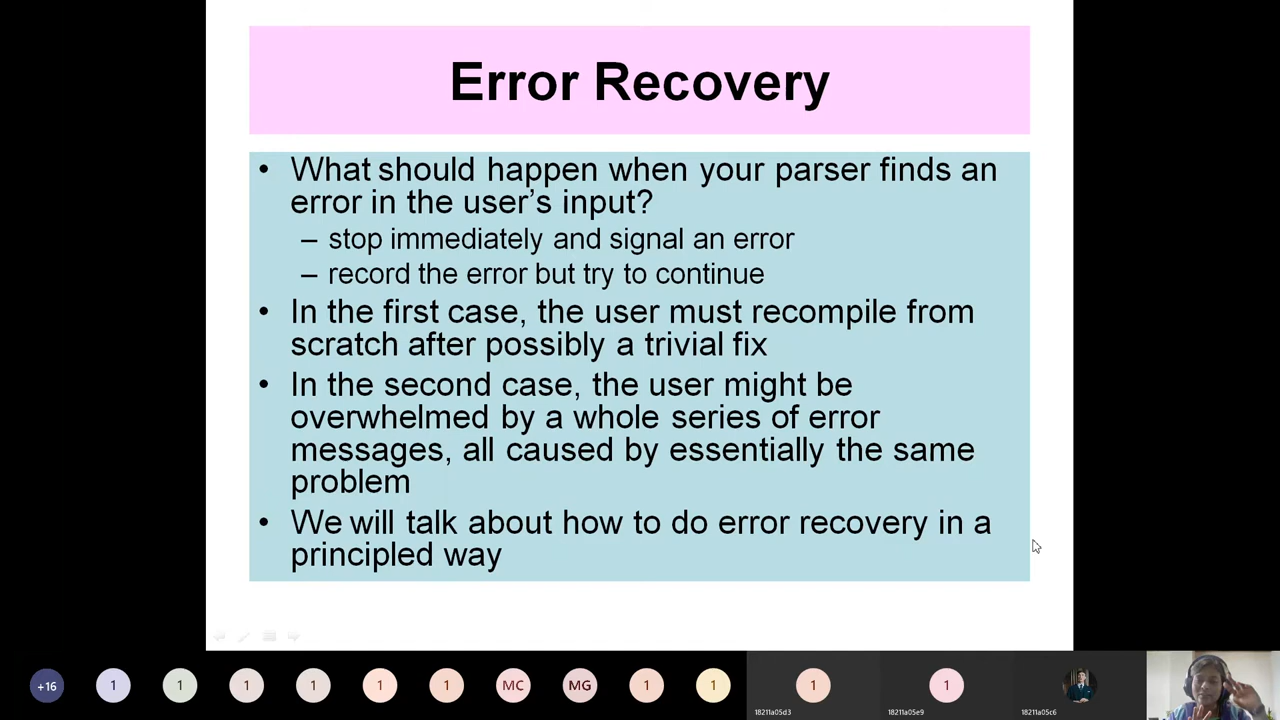 Error Recovery
• What should happen when your parser finds an
error in the user’s input?
– stop immediately and signal an error
– record the error but try to continue
• In the first case, the user must recompile from
scratch after possibly a trivial fix
• In the second case, the user might be
overwhelmed by a whole series of error
messages, all caused by essentially the same
problem
• We will talk about how to do error recovery in a
principled way
+16 1 1 1 1 1 1 MC MG 1 1 1 1
18211a05d3 18211a05e9 18211a05c6